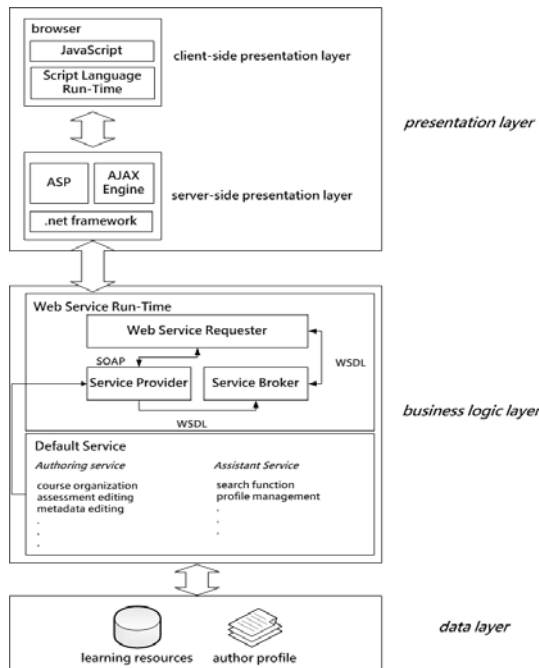 browser
JavaScript
Script Language
Run-Time
client-side presentation layer
presentation layer
ASP
AJAX
Engine
.net framework
server-side presentation layer
Web Service Run-Time
Web Service Requester
SOAP
WSDL
Service Provider
Service Broker
WSDL
business logic layer
Default Service
Authoring service
course organization
assessment editing
metadata editing
.
.
.
Assistant Service
search function
profile management
.
.
.
learning resources
author profile
data layer